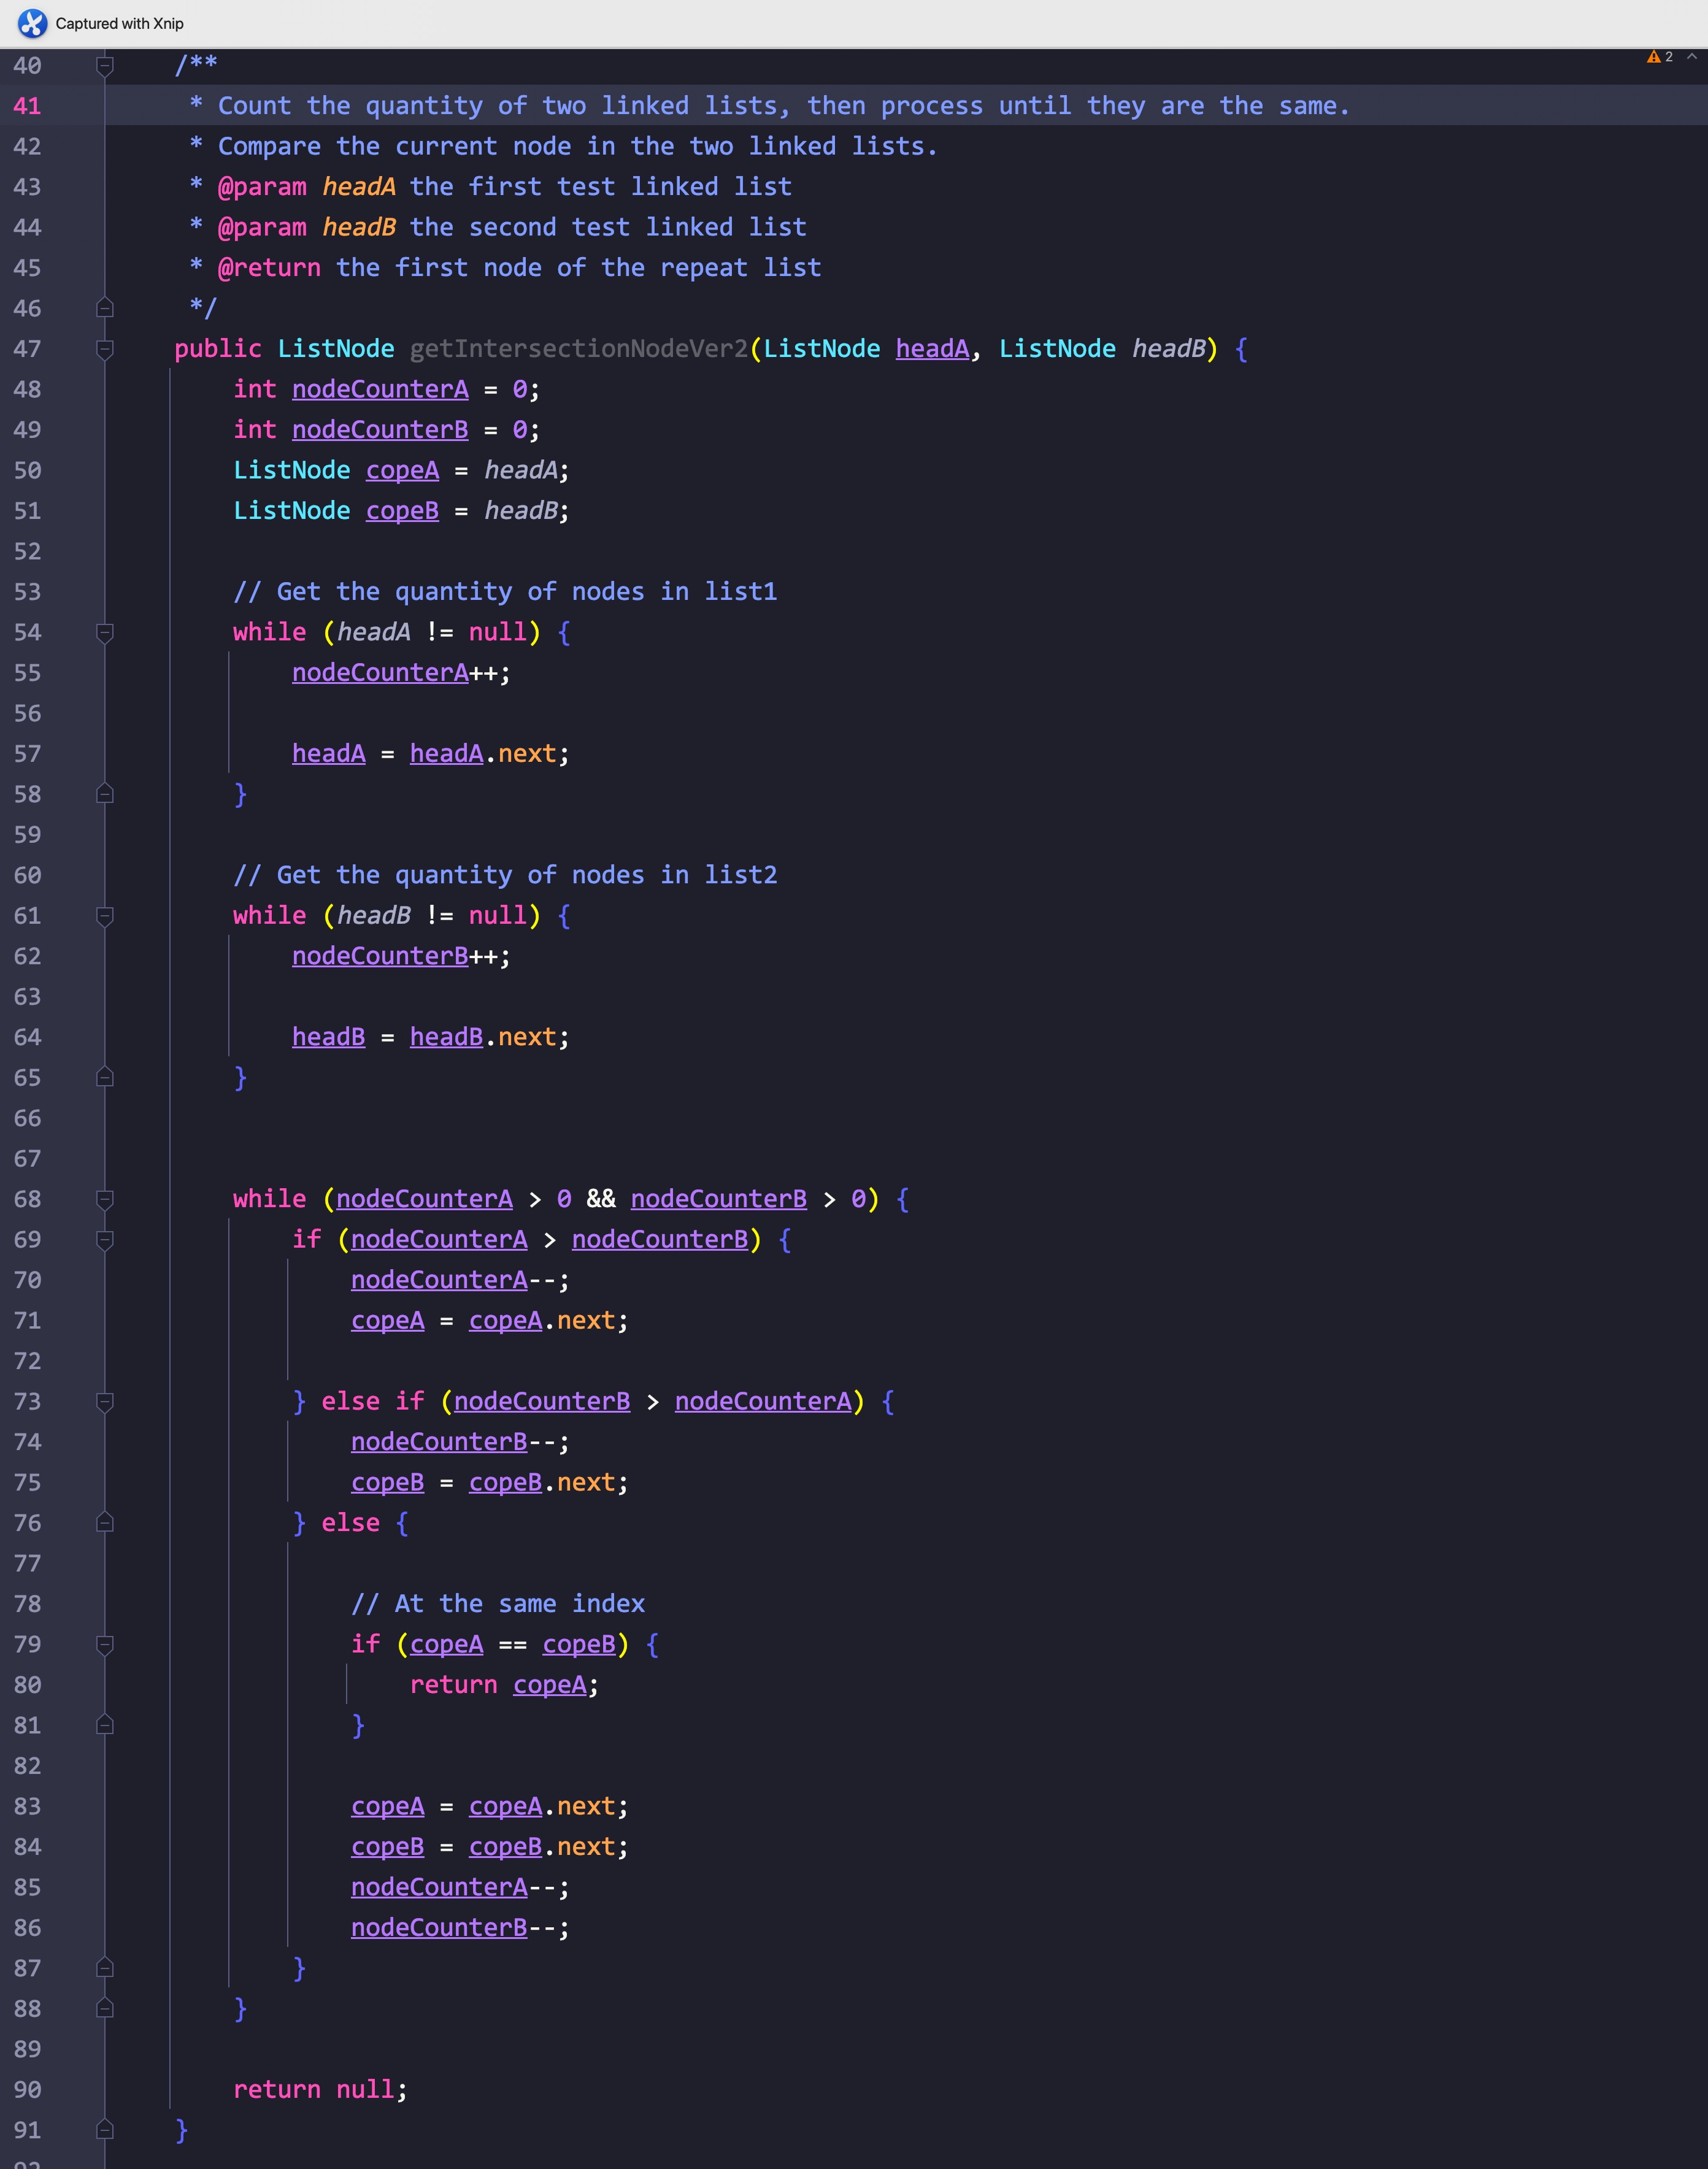 Captured with Xnip
2
40 /**
41 * Count the quantity of two linked lists, then process until they are the same.
42 * Compare the current node in the two linked lists.
43 * @param headA the first test linked list
44 * @param headB the second test linked list
45 * @return the first node of the repeat list
46 */
47 public ListNode getIntersectionNodeVer2(ListNode headA, ListNode headB) {
48 int nodeCounterA = 0;
49 int nodeCounterB = 0;
50 ListNode copeA = headA;
51 ListNode copeB = headB;
52
53 // Get the quantity of nodes in list1
54 while (headA != null) {
55 nodeCounterA++;
56
57 headA = headA.next;
58 }
59
60 // Get the quantity of nodes in list2
61 while (headB != null) {
62 nodeCounterB++;
63
64 headB = headB.next;
65 }
66
67
68 while (nodeCounterA > 0 && nodeCounterB > 0) {
69 if (nodeCounterA > nodeCounterB) {
70 nodeCounterA--;
71 copeA = copeA.next;
72
73 } else if (nodeCounterB > nodeCounterA) {
74 nodeCounterB--;
75 copeB = copeB.next;
76 } else {
77
78 // At the same index
79 if (copeA == copeB) {
80 return copeA;
81 }
82
83 copeA = copeA.next;
84 copeB = copeB.next;
85 nodeCounterA--;
86 nodeCounterB--;
87 }
88 }
89
90 return null;
91 }